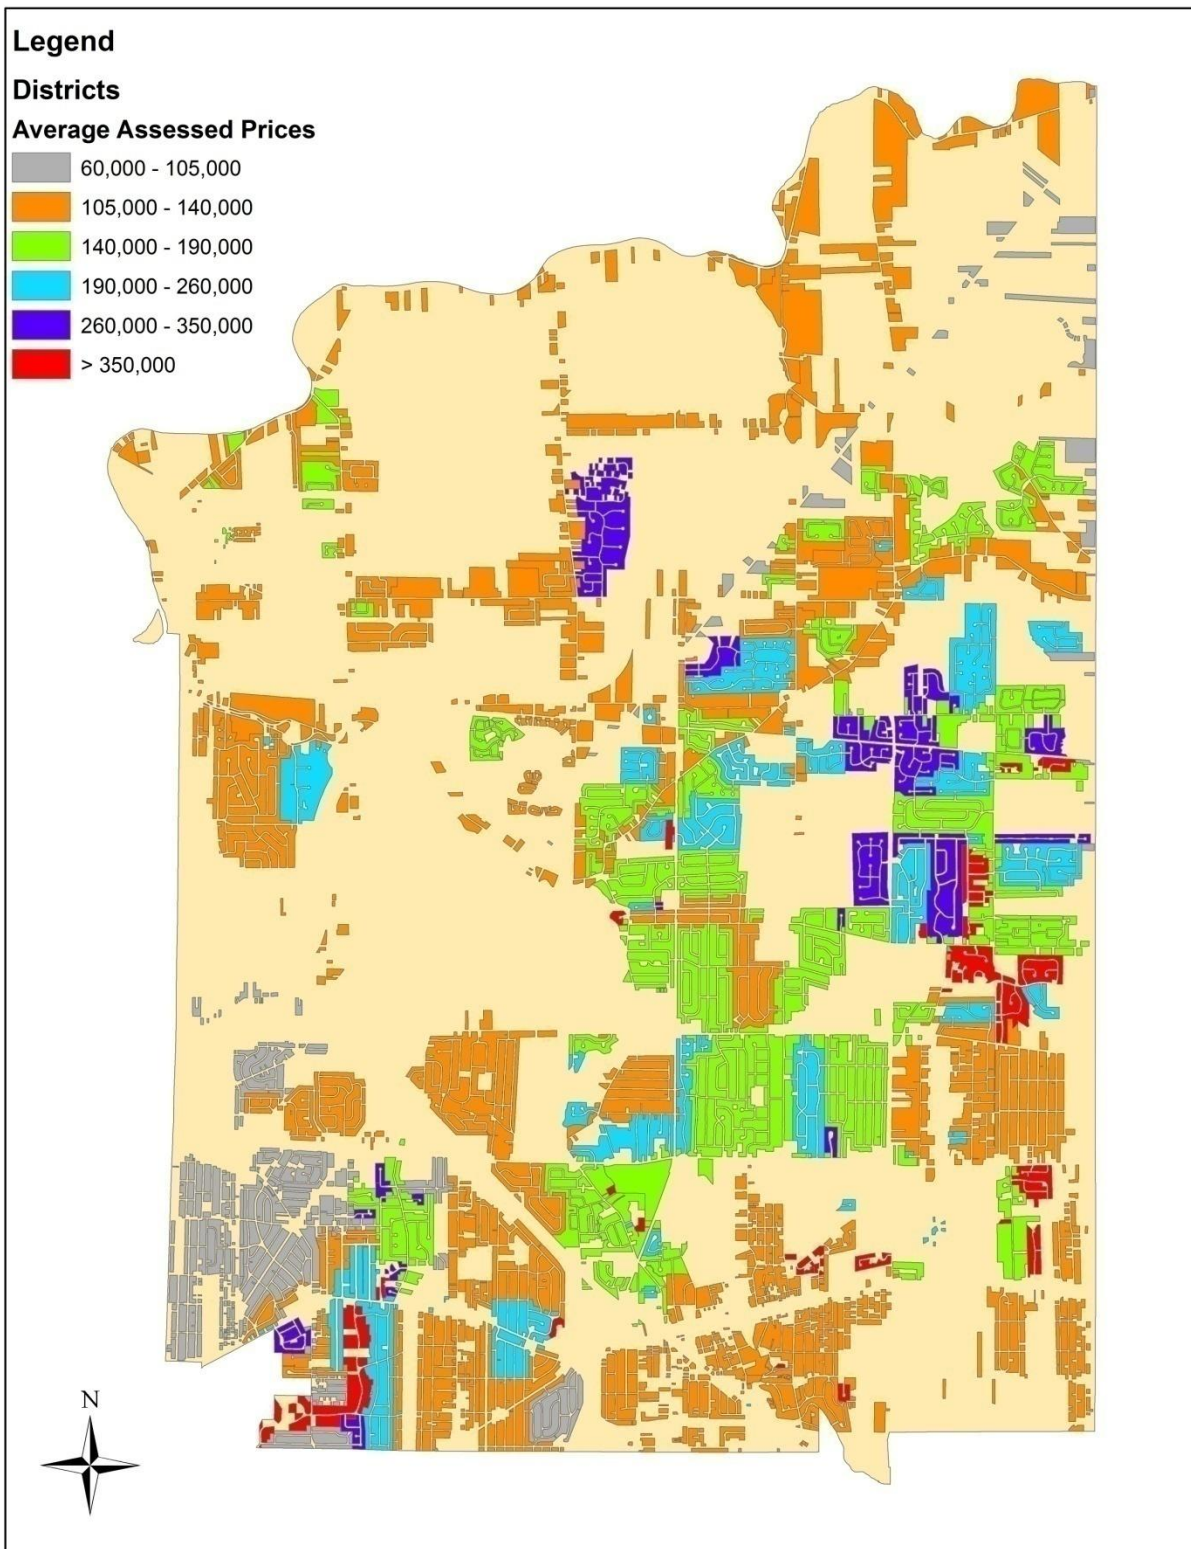 Legend
Districts
Average Assessed Prices
60,000 - 105,000
105,000 - 140,000
140,000 - 190,000
190,000 - 260,000
260,000 - 350,000
> 350,000
N